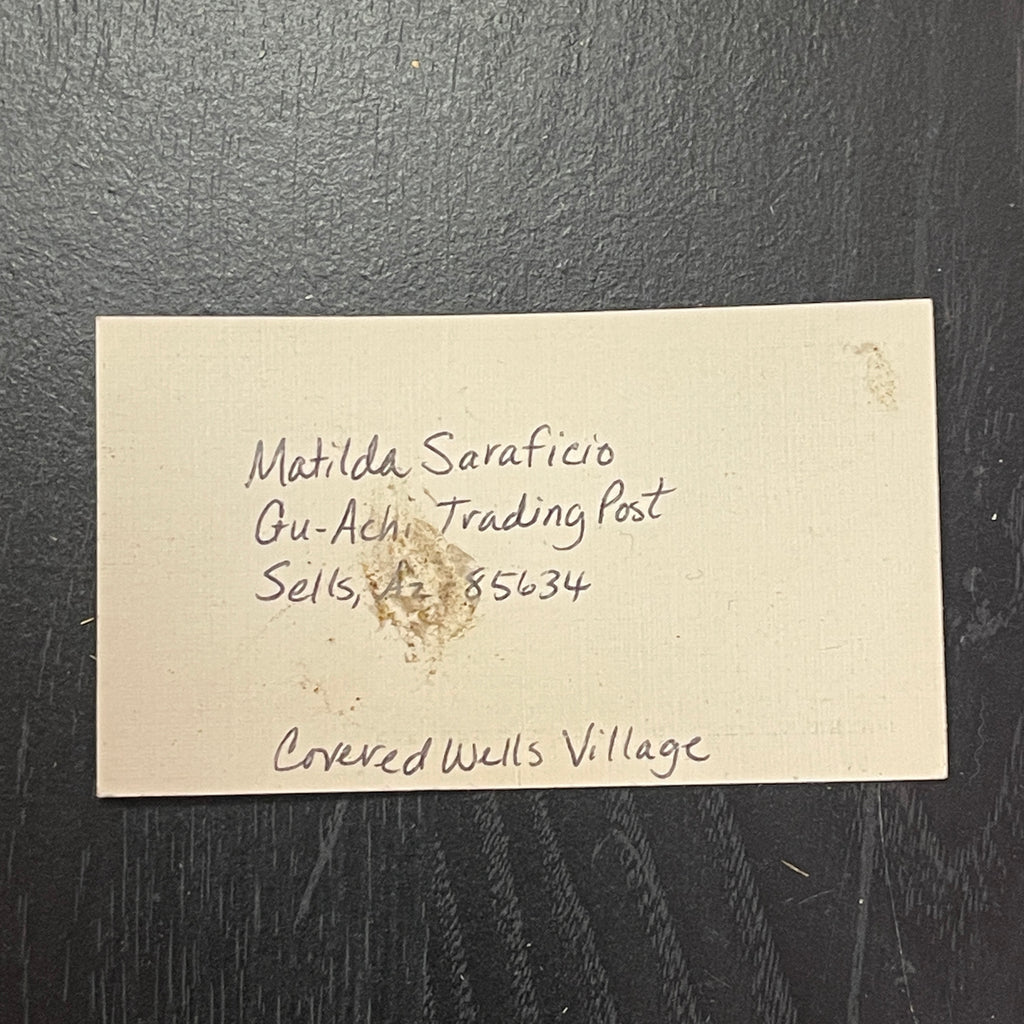 Matilda Saraficio
Gu-Achi Trading Post
Sells, Az 85634
Covered Wells Village